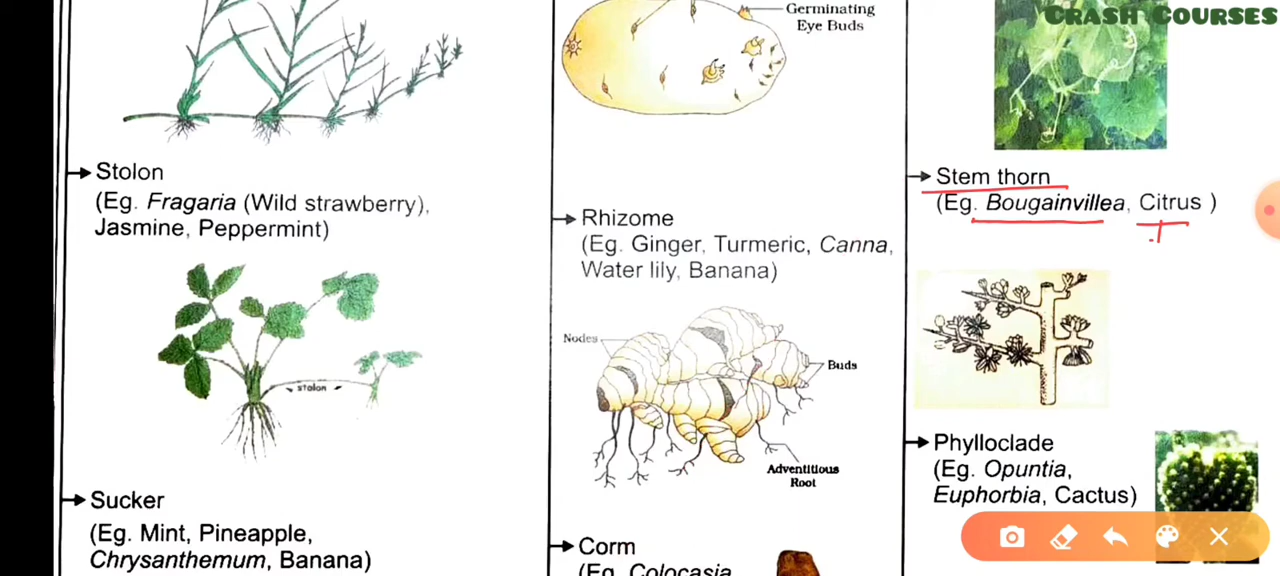 CRASH COURSES
Germinating
Eye Buds
Stolon
(Eg. Fragaria (Wild strawberry),
Jasmine, Peppermint)
stolon
Sucker
(Eg. Mint, Pineapple,
Chrysanthemum, Banana)
Rhizome
(Eg. Ginger, Turmeric, Canna,
Water lily, Banana)
Nodes
Buds
Adventitious
Root
Corm
(Eg. Colocasia
Stem thorn
(Eg. Bougainvillea, Citrus )
Phylloclade
(Eg. Opuntia,
Euphorbia, Cactus)